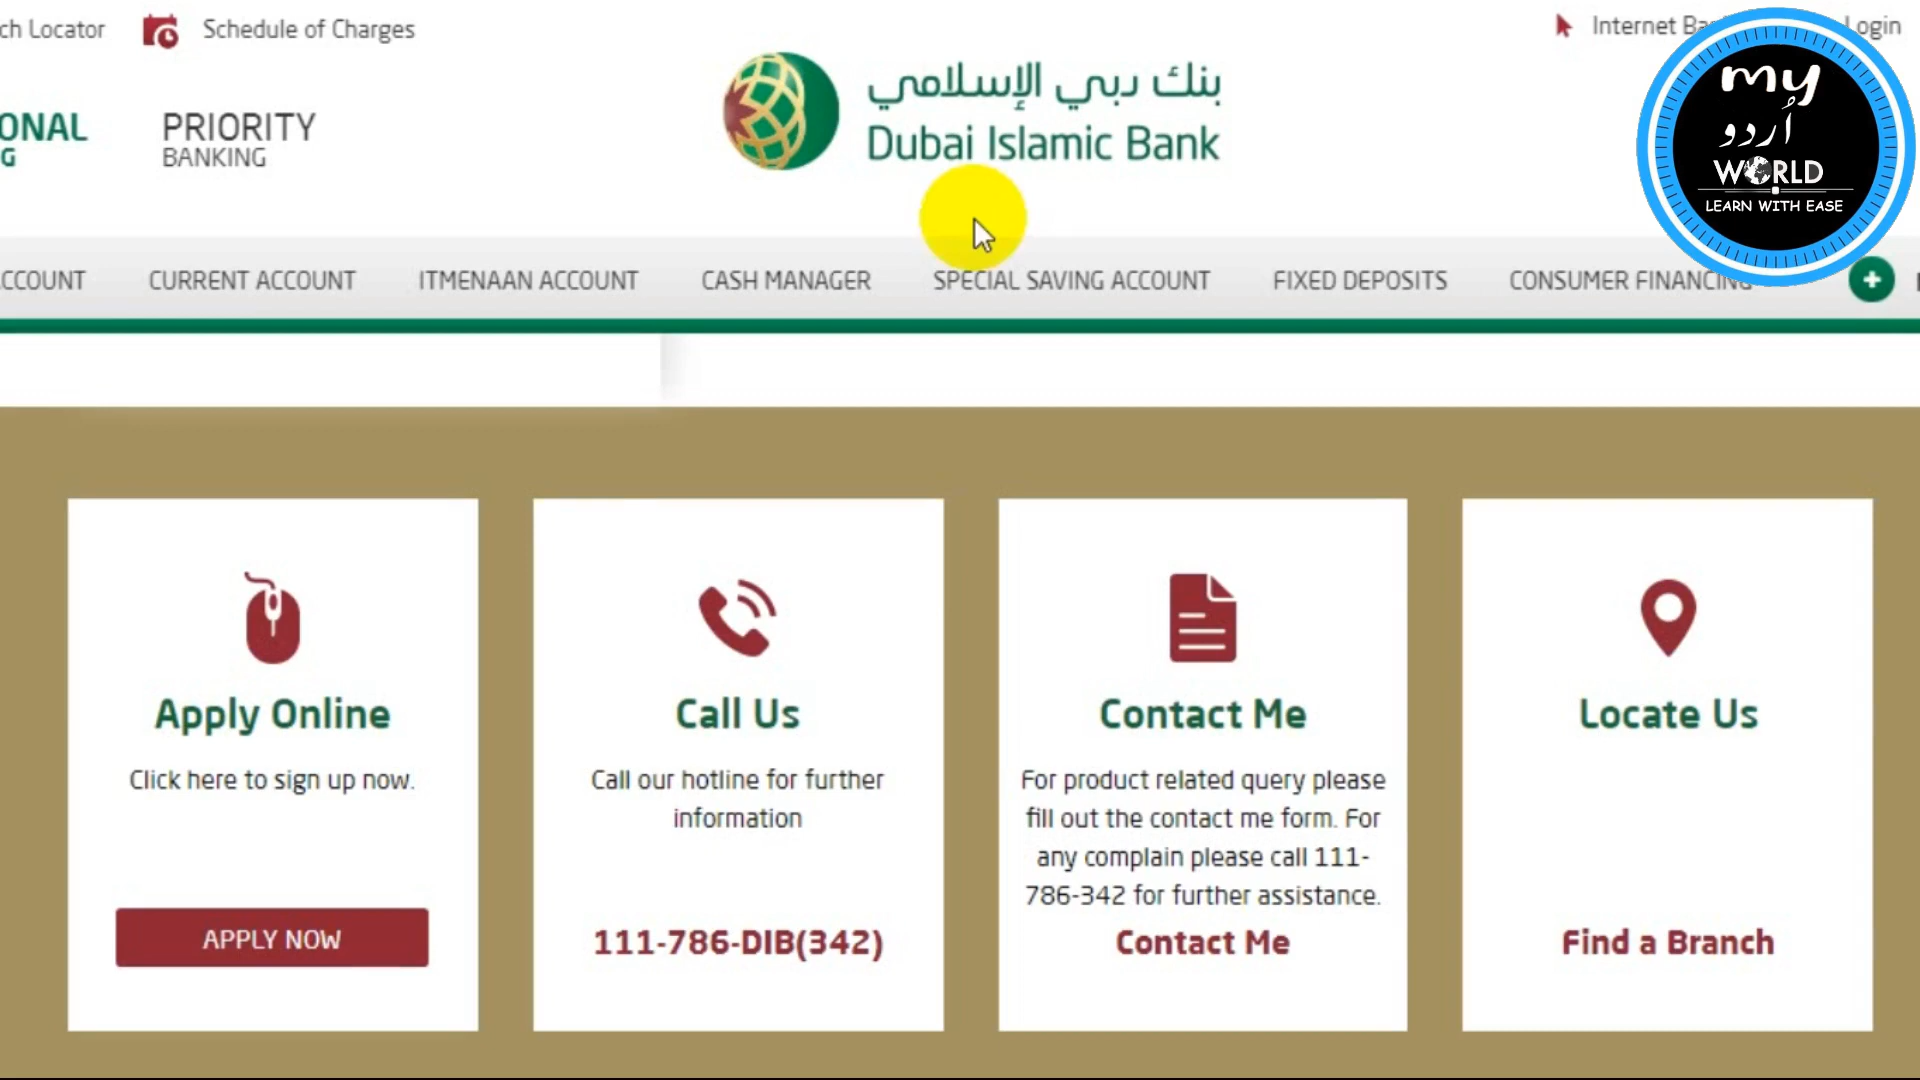 ch Locator
Schedule of Charges
Internet Ba
Login
ONAL
G
PRIORITY
BANKING
بنك دبي الإسلامي
Dubai Islamic Bank
my
اُردو
WORLD
LEARN WITH EASE
CCOUNT
CURRENT ACCOUNT
ITMENAAN ACCOUNT
CASH MANAGER
SPECIAL SAVING ACCOUNT
FIXED DEPOSITS
CONSUMER FINANCING
Apply Online
Click here to sign up now.
APPLY NOW
Call Us
Call our hotline for further
information
111-786-DIB(342)
Contact Me
For product related query please
fill out the contact me form. For
any complain please call 111-
786-342 for further assistance.
Contact Me
Locate Us
Find a Branch